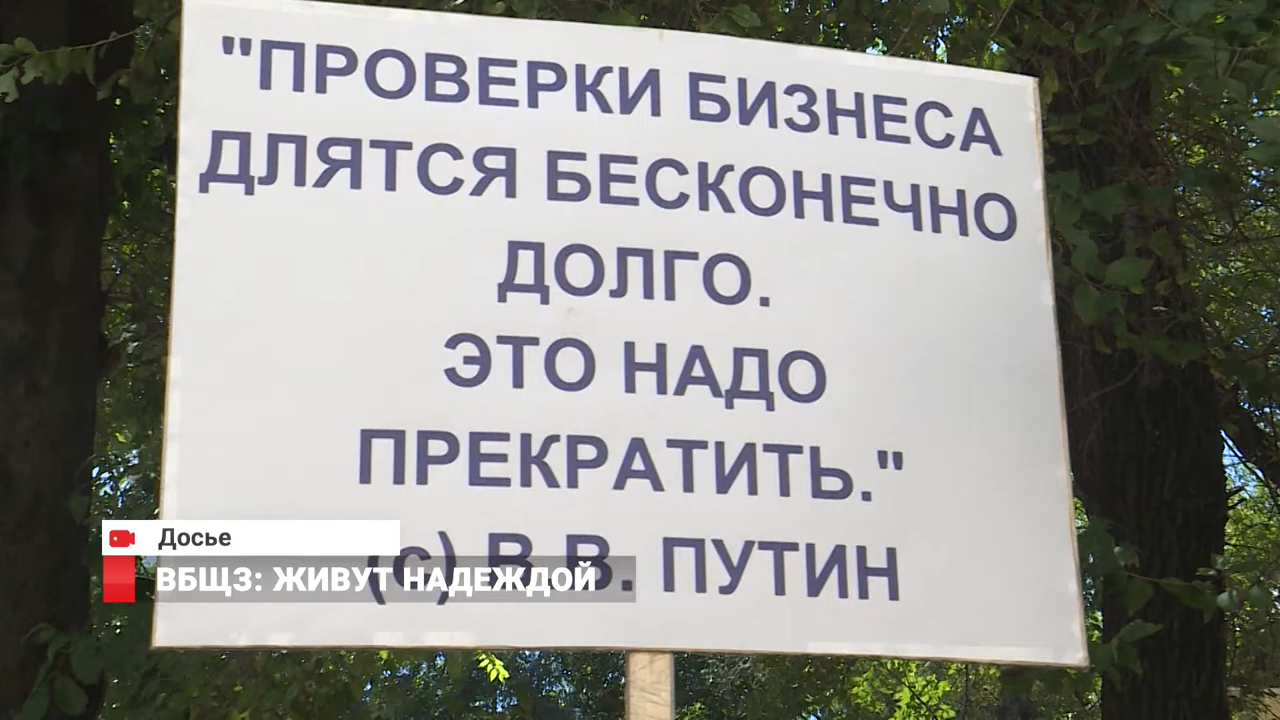 "ПРОВЕРКИ БИЗНЕСА
ДЛЯТСЯ БЕСКОНЕЧНО
ДОЛГО.
ЭТО НАДО
ПРЕКРАТИТЬ."
(с) В.В. ПУТИН
Досье
ВБЩЗ: ЖИВУТ НАДЕЖДОЙ